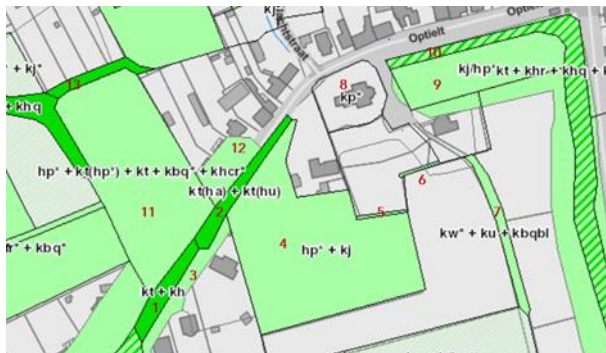 kj
Optielt
* + kj*
13
+ khq
8
kp*
10
kj/hp*kt + khr + khq + k
9
12
hp* + kt(hp*) + kt + kbq* + khcr*
kt(ha) + kt(hu)
6
11
2
5
7
4
hp* + kj
kw* + ku + kbqbl
fr* + kbq*
3
kt + kh
1